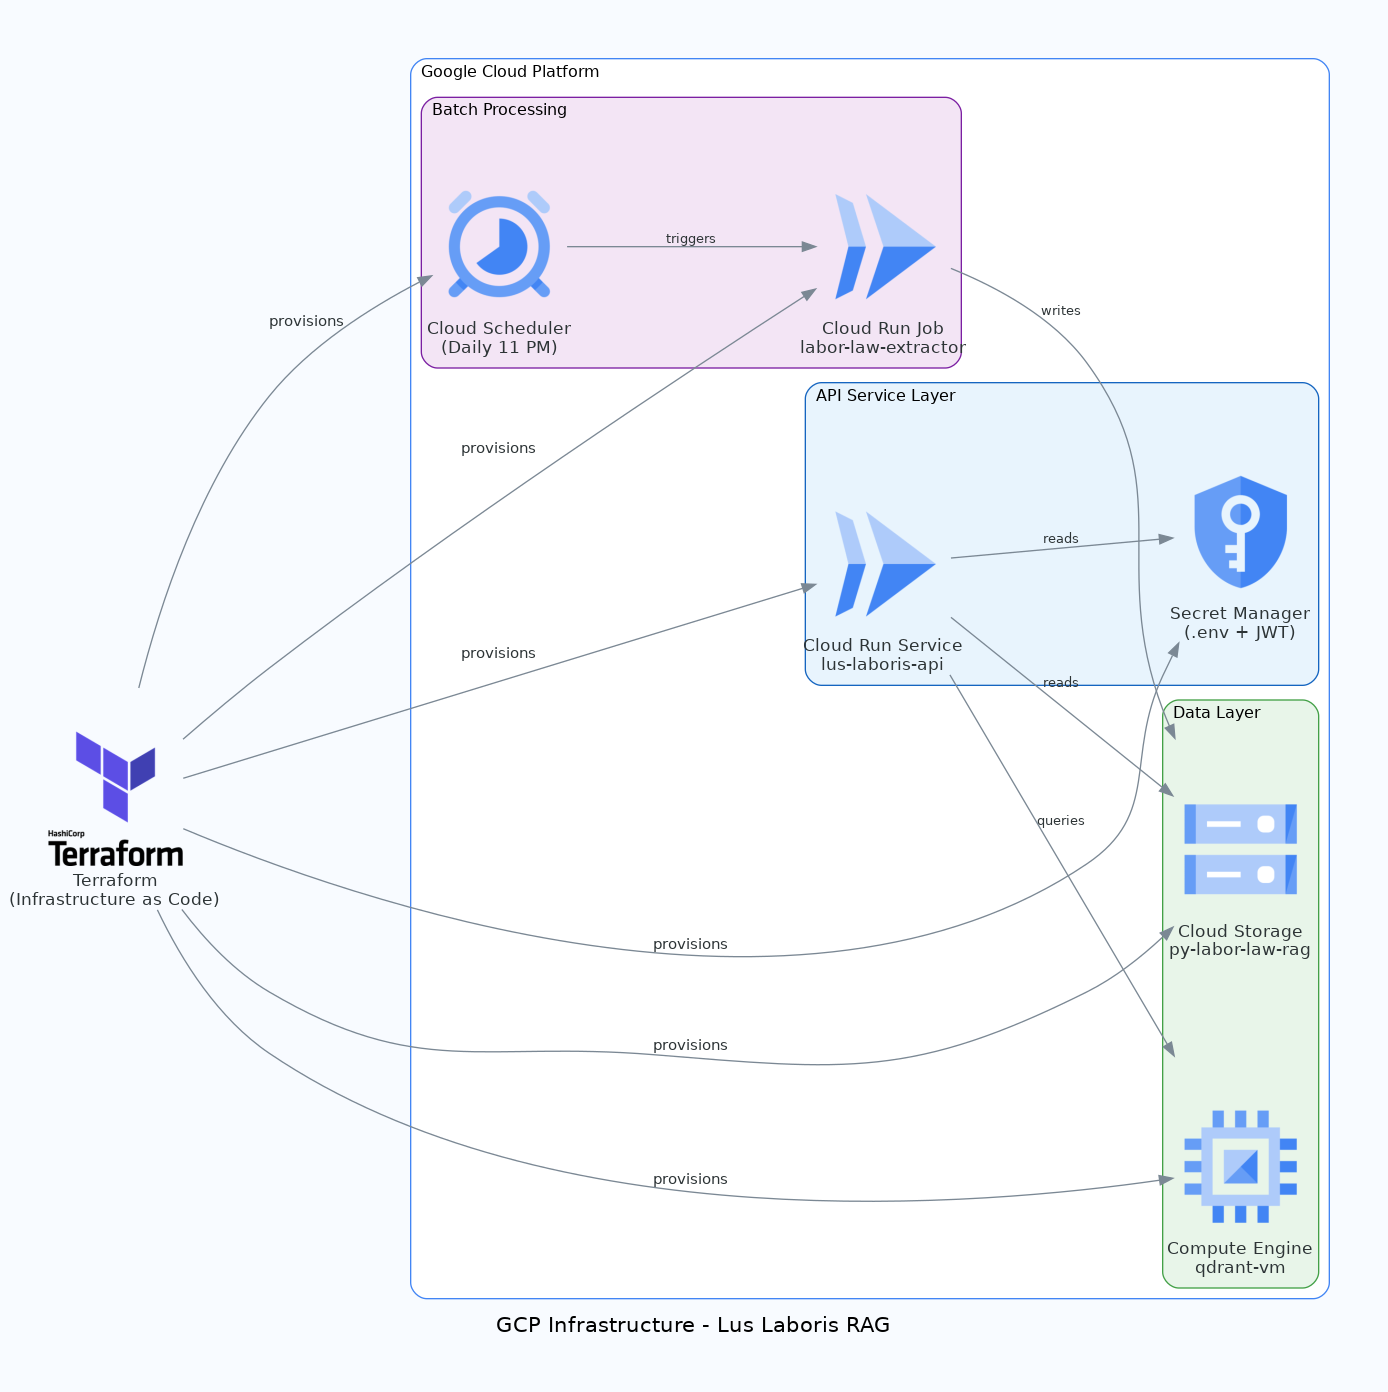 Google Cloud Platform
Batch Processing
triggers
Cloud Scheduler
(Daily 11 PM)
Cloud Run Job
labor-law-extractor
provisions
writes
API Service Layer
provisions
reads
Secret Manager
(.env + JWT)
Cloud Run Service
lus-laboris-api
provisions
reads
Data Layer
queries
HashiCorp
Terraform
Terraform
(Infrastructure as Code)
Cloud Storage
py-labor-law-rag
provisions
provisions
provisions
Compute Engine
qdrant-vm
GCP Infrastructure - Lus Laboris RAG